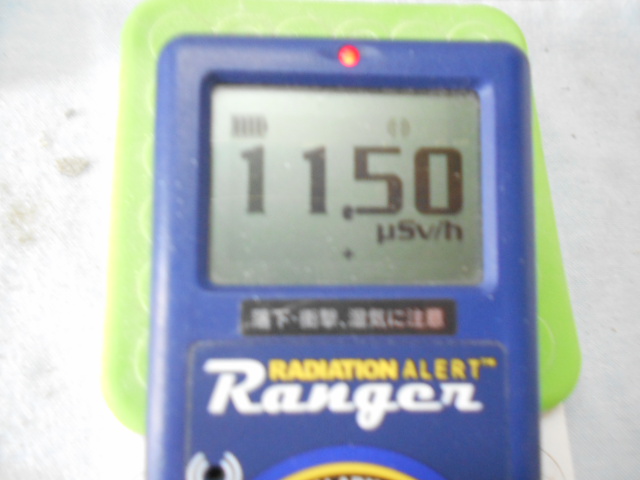 11.50
μSv/h
+
落下・衝撃、湿気に注意
RADIATION ALERT™
Ranger